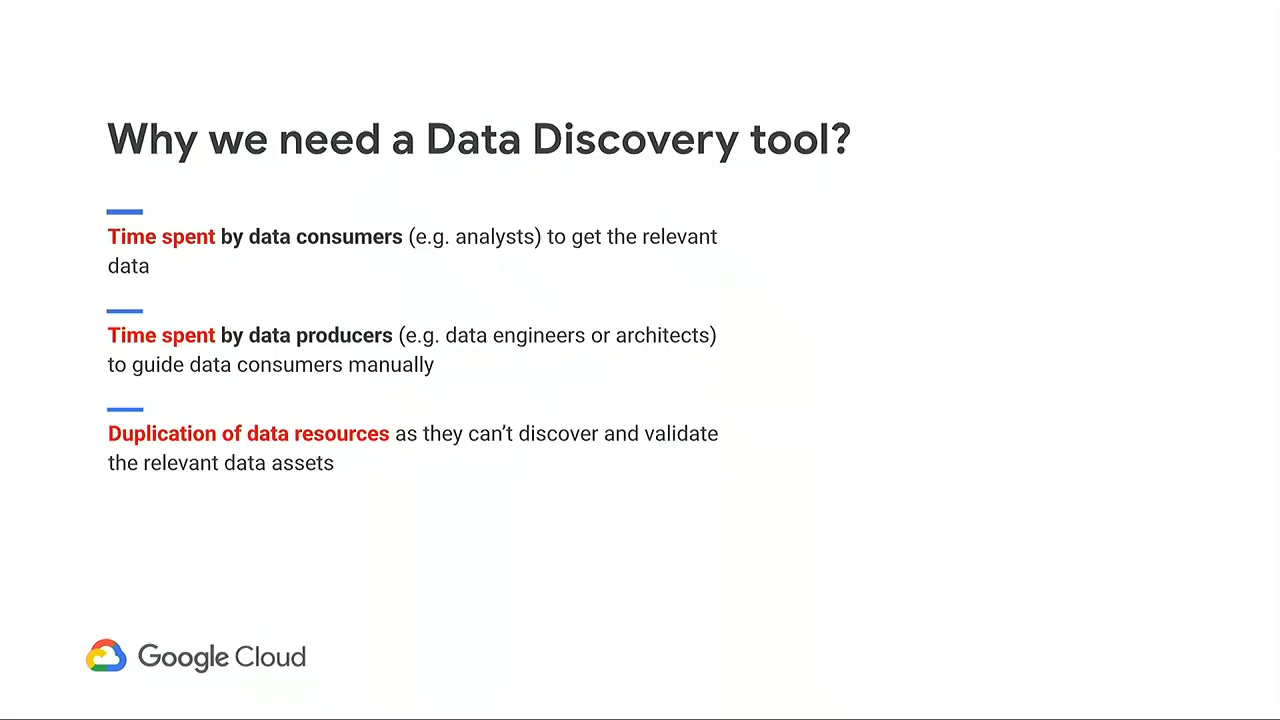 Why we need a Data Discovery tool?
Time spent by data consumers (e.g. analysts) to get the relevant
data
Time spent by data producers (e.g. data engineers or architects)
to guide data consumers manually
Duplication of data resources as they can’t discover and validate
the relevant data assets
Google Cloud